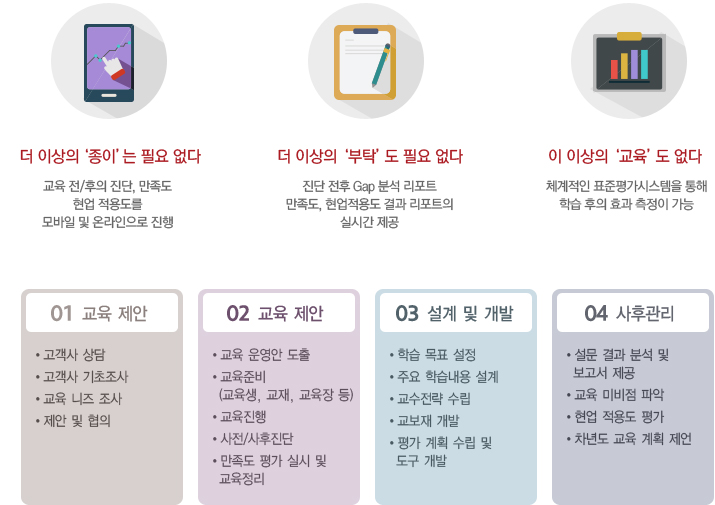 더 이상의 '종이'는 필요 없다
교육 전/후의 진단, 만족도
현업 적용도를
모바일 및 온라인으로 진행
더 이상의 '부탁' 도 필요 없다
진단 전후 Gap 분석 리포트
만족도, 현업적용도 결과 리포트의
실시간 제공
이 이상의 '교육' 도 없다
체계적인 표준평가시스템을 통해
학습 후의 효과 측정이 가능
01 교육 제안
• 고객사 상담
• 고객사 기초조사
• 교육 니즈 조사
• 제안 및 협의
02 교육 제안
• 교육 운영안 도출
• 교육준비
(교육생, 교재, 교육장 등)
• 교육진행
• 사전/사후진단
• 만족도 평가 실시 및
교육정리
03 설계 및 개발
• 학습 목표 설정
• 주요 학습내용 설계
• 교수전략 수립
• 교보재 개발
• 평가 계획 수립 및
도구 개발
04 사후관리
• 설문 결과 분석 및
보고서 제공
• 교육 미비점 파악
• 현업 적용도 평가
• 차년도 교육 계획 제언